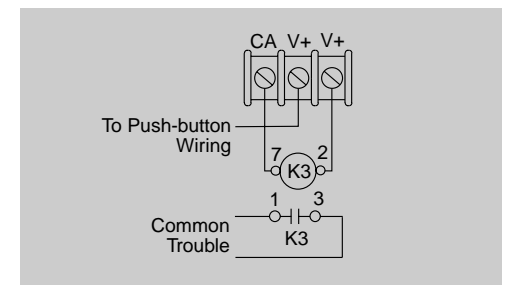 CA V+ V+
To Push-button
Wiring
7 2
K3
1 3
Common
Trouble
K3